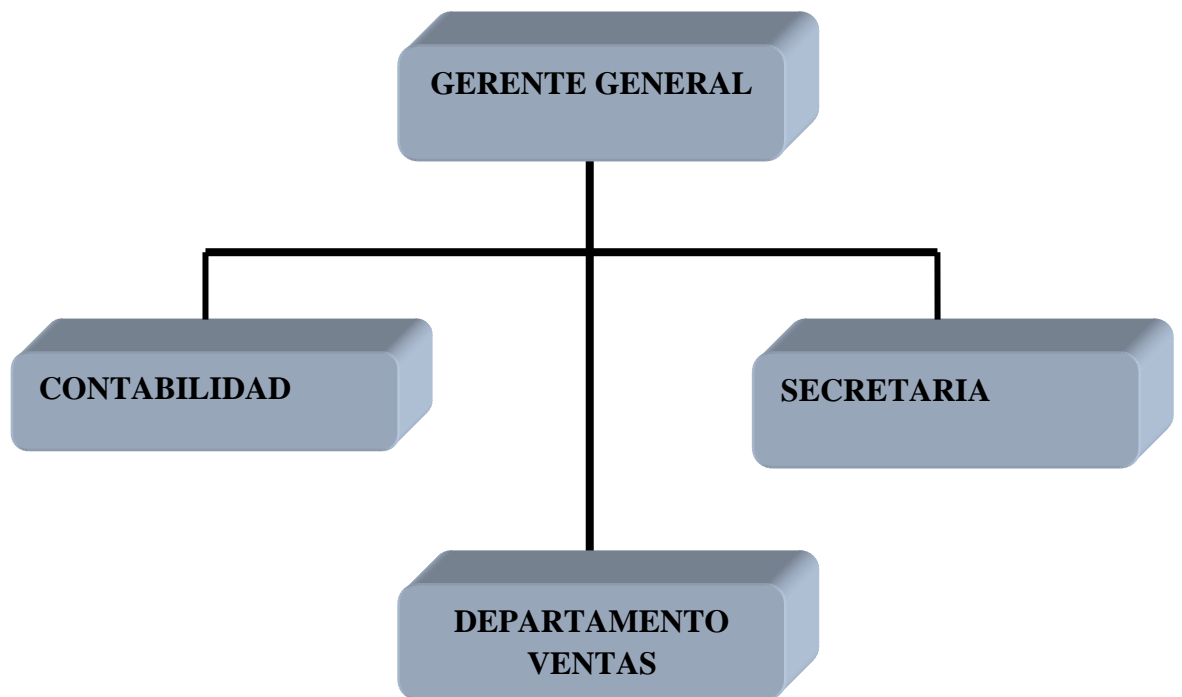 GERENTE GENERAL
CONTABILIDAD
SECRETARIA
DEPARTAMENTO
VENTAS